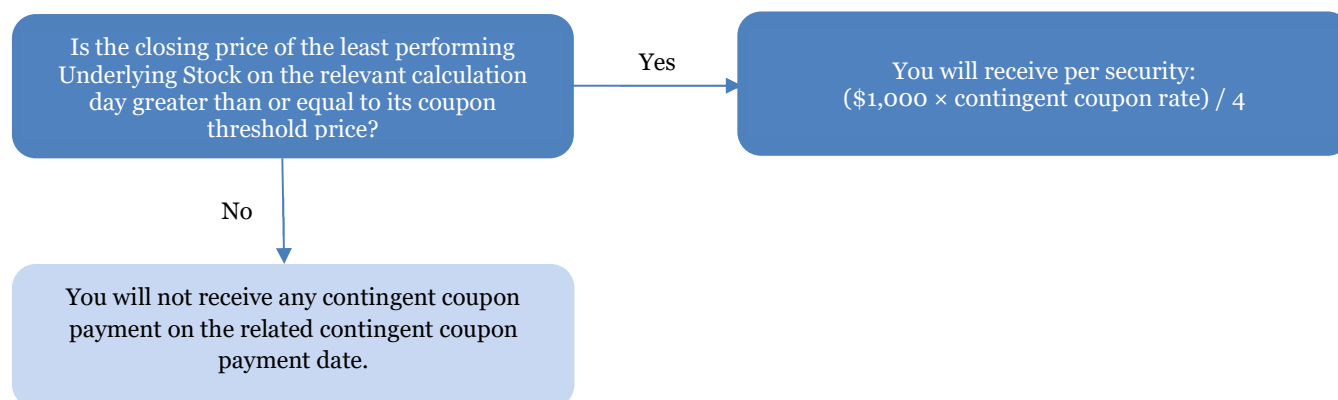 Is the closing price of the least performing
Underlying Stock on the relevant calculation
day greater than or equal to its coupon
threshold price?
Yes
You will receive per security:
($1,000 × contingent coupon rate) / 4
No
You will not receive any contingent coupon
payment on the related contingent coupon
payment date.